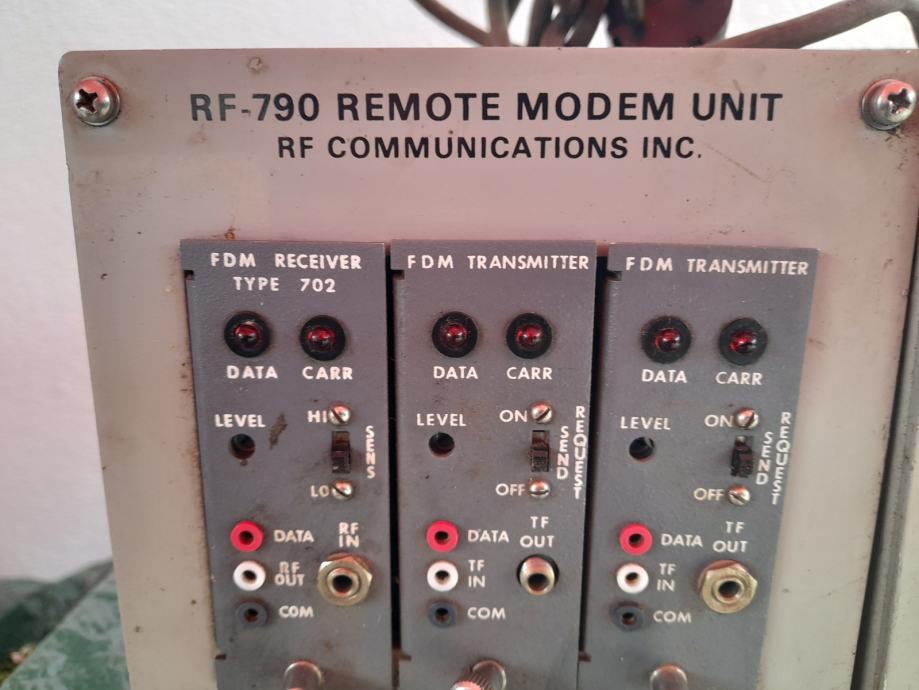 RF-790 REMOTE MODEM UNIT
RF COMMUNICATIONS INC.
FDM RECEIVER
TYPE 702
DATA CARR
LEVEL
HI
SENS
LO
DATA
RF IN
RF OUT
COM
FDM TRANSMITTER
DATA CARR
LEVEL
ON
SEND
REQUEST
OFF
DATA
TF OUT
TF IN
COM
FDM TRANSMITTER
DATA CARR
LEVEL
ON
SEND
REQUEST
OFF
DATA
TF OUT
TF IN
COM